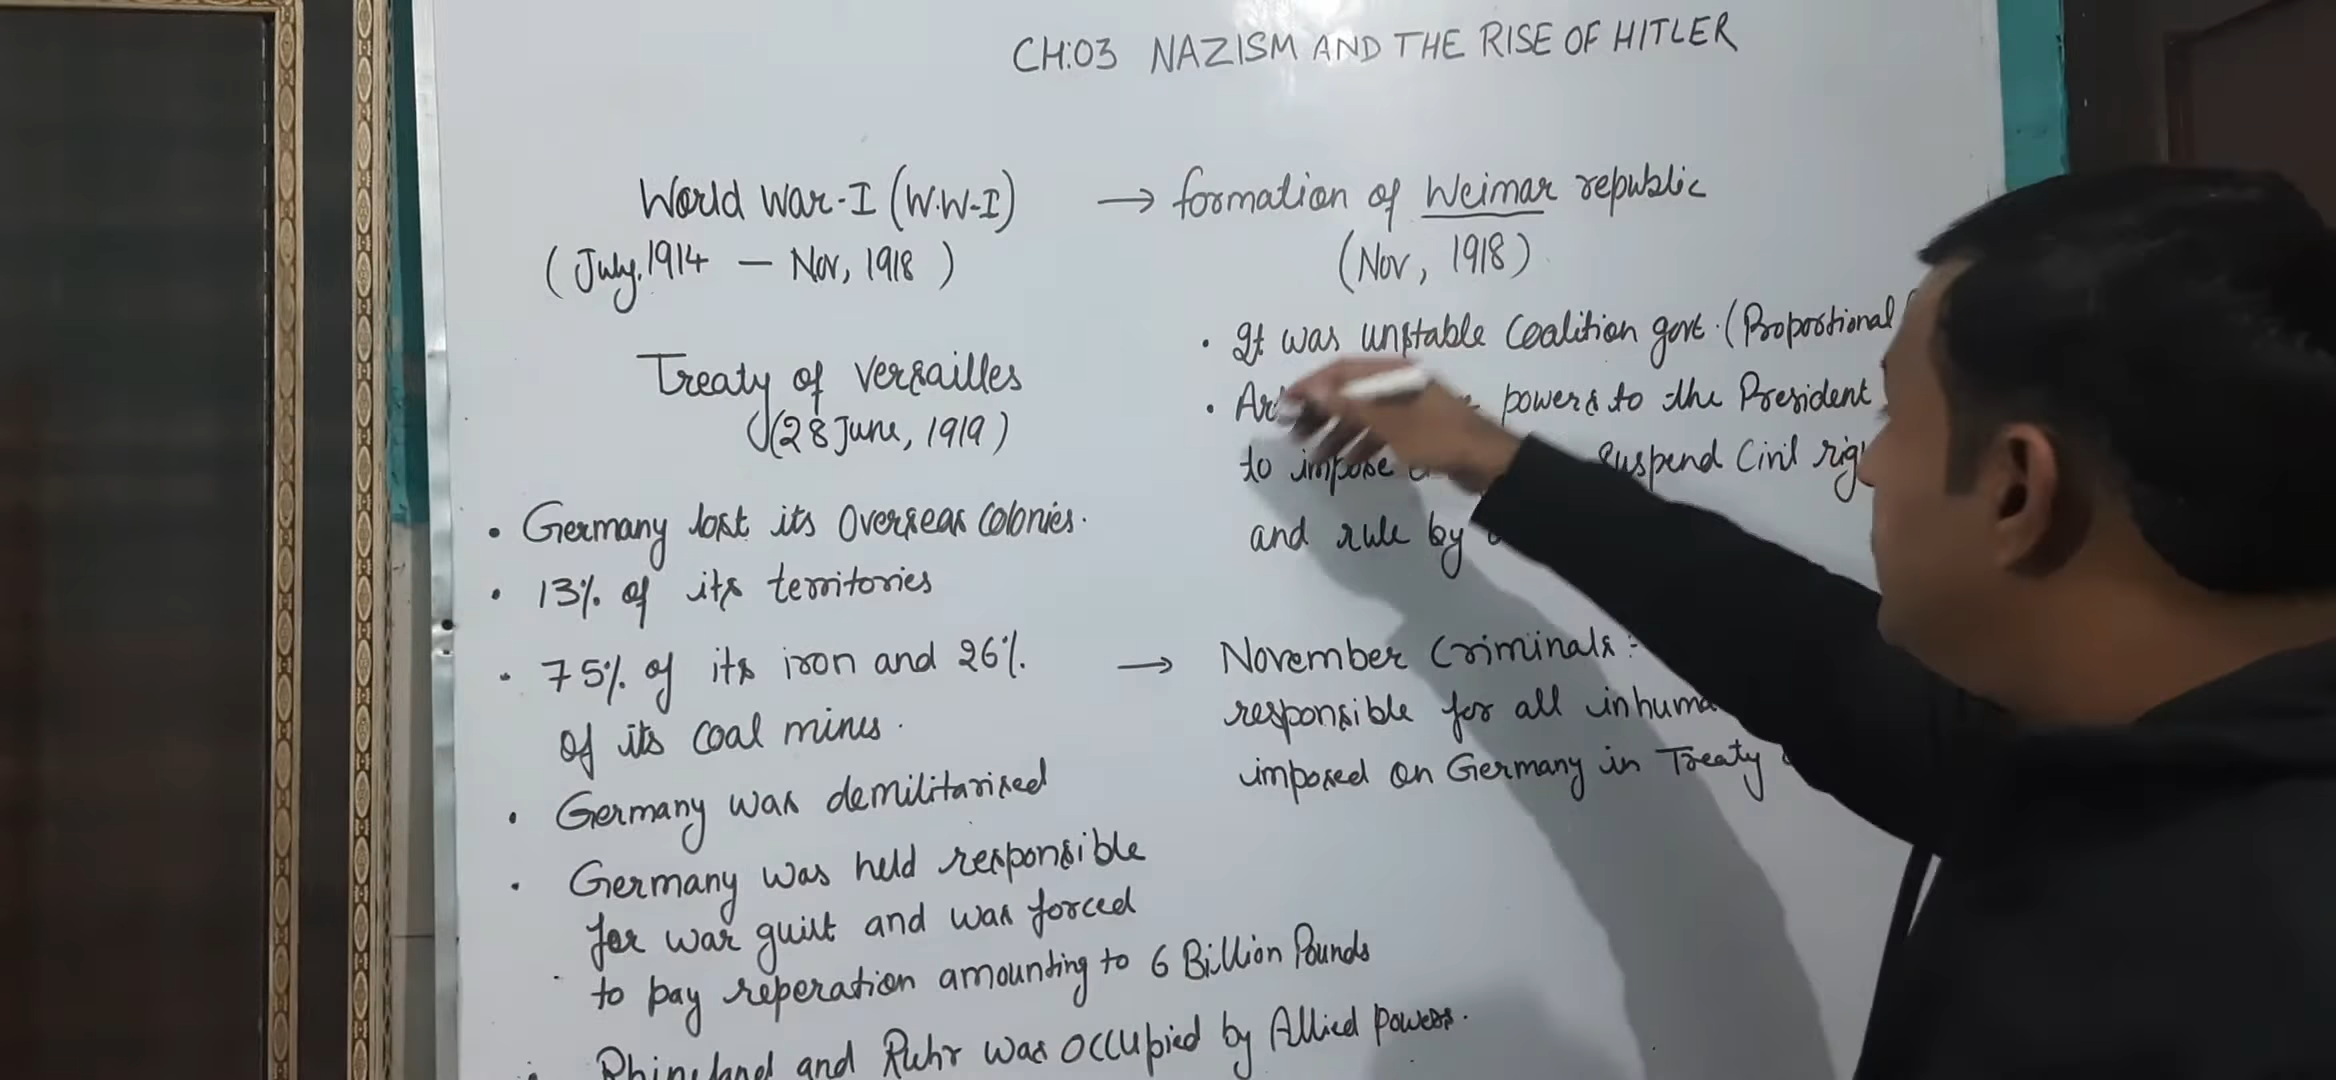 CH:03 NAZISM AND THE RISE OF HITLER
World War-I (W.W-I)
(July, 1914 — Nov, 1918)
Treaty of Versailles
(28 June, 1919)
• Germany lost its Overseas Colonies.
• 13% of its territories
• 75% of its iron and 26%
of its coal mines.
• Germany was demilitarised
• Germany was held responsible
for war guilt and was forced
to pay reperation amounting to 6 Billion Pounds
• Rhineland and Ruhr was occupied by Allied Powers.
→ formation of Weimar republic
(Nov, 1918)
• It was unstable Coalition govt. (Proportional
• powers to the President
to impose suspend Civil
and rule by
→ November Criminals:
responsible for all
imposed on Germany in Treaty